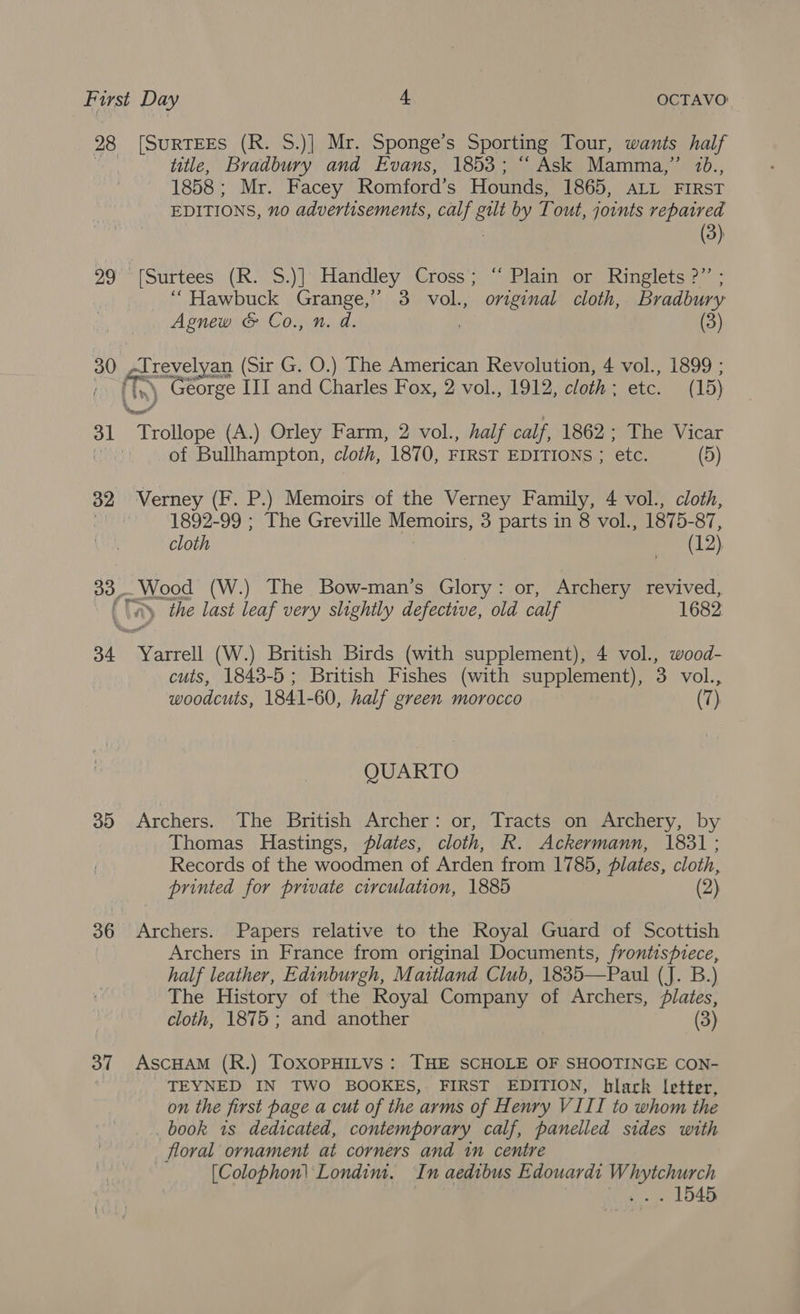 First Day 4 OCTAVO
28 [SURTEES (R. S.)] Mr. Sponge's Sporting Tour, wants half
title, Bradbury and Evans, 1853; “Ask Mamma,” ib.,
1858; Mr. Facey Romford's Hounds, 1865, ALL FIRST
EDITIONS, no advertisements, calf gilt by Tout, joints repaired
(3)
29 [Surtees (R. S.)] Handley Cross; “Plain or Ringlets?”;
“Hawbuck Grange,” 3 vol., original cloth, Bradbury
Agnew & Co., n. d. (3)
30 Trevelyan (Sir G. O.) The American Revolution, 4 vol., 1899;
George III and Charles Fox, 2 vol., 1912, cloth; etc. (15)
31 Trollope (A.) Orley Farm, 2 vol., half calf, 1862; The Vicar
of Bullhampton, cloth, 1870, FIRST EDITIONS; etc. (5)
32 Verney (F. P.) Memoirs of the Verney Family, 4 vol., cloth,
1892-99; The Greville Memoirs, 3 parts in 8 vol., 1875-87,
cloth (12)
33 Wood (W.) The Bow-man's Glory: or, Archery revived,
the last leaf very slightly defective, old calf 1682
34 Yarrell (W.) British Birds (with supplement), 4 vol., wood-
cuts, 1843-5; British Fishes (with supplement), 3 vol.,
woodcuts, 1841-60, half green morocco (7)
QUARTO
35 Archers. The British Archer: or, Tracts on Archery, by
Thomas Hastings, plates, cloth, R. Ackermann, 1831;
Records of the woodmen of Arden from 1785, plates, cloth,
printed for private circulation, 1885 (2)
36 Archers. Papers relative to the Royal Guard of Scottish
Archers in France from original Documents, frontispiece,
half leather, Edinburgh, Maitland Club, 1835—Paul (J. B.)
The History of the Royal Company of Archers, plates,
cloth, 1875; and another (3)
37 ASCHAM (R.) TOXOPHILVS: THE SCHOLE OF SHOOTINGE CON-
TEYNED IN TWO BOOKES, FIRST EDITION, black letter,
on the first page a cut of the arms of Henry VIII to whom the
book is dedicated, contemporary calf, panelled sides with
floral ornament at corners and in centre
[Colophon] Londini. In aedibus Edouardi Whytchurch
... 1545